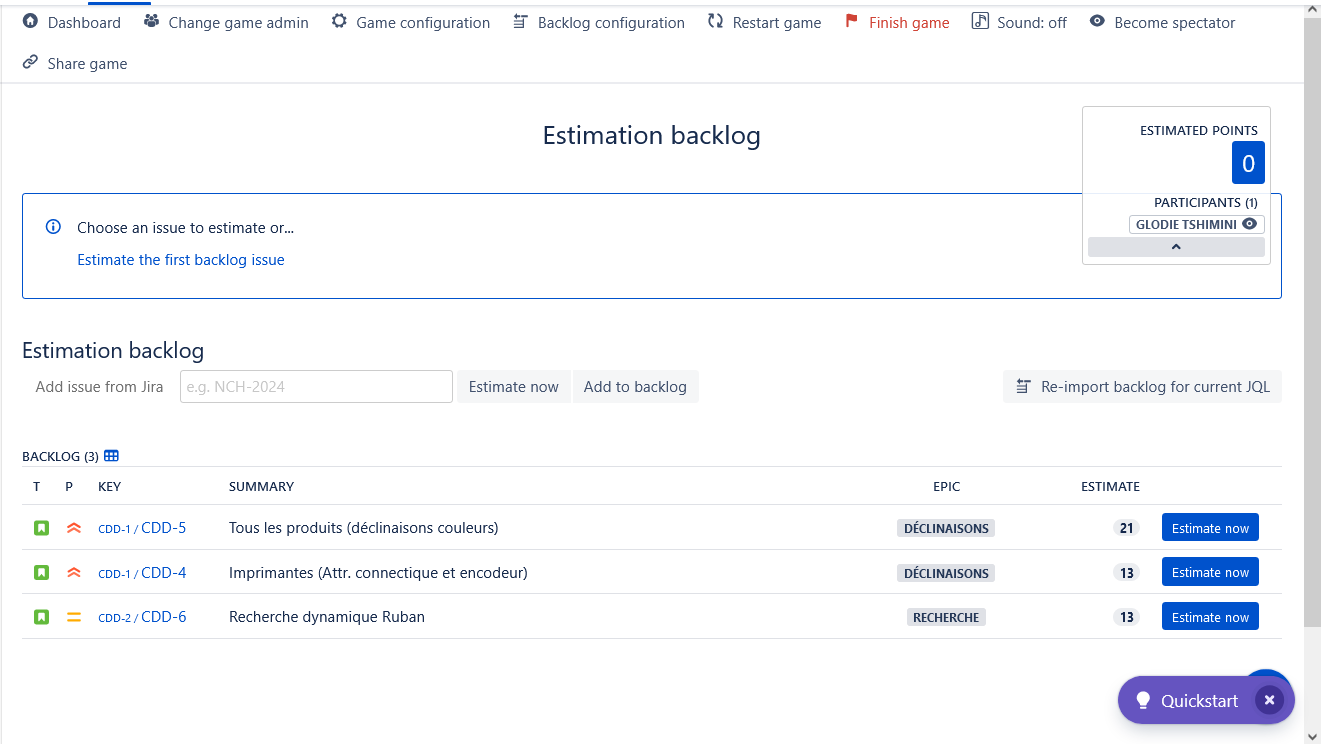 Dashboard Change game admin Game configuration Backlog configuration Restart game Finish game Sound: off Become spectator
Share game
Estimation backlog
ESTIMATED POINTS
0
PARTICIPANTS (1)
GLODIE TSHIMINI
Choose an issue to estimate or...
Estimate the first backlog issue
Estimation backlog
Add issue from Jira e.g. NCH-2024 Estimate now Add to backlog Re-import backlog for current JQL
BACKLOG (3)
T P KEY SUMMARY EPIC ESTIMATE
CDD-1 / CDD-5 Tous les produits (déclinaisons couleurs) DÉCLINAISONS 21 Estimate now
CDD-1 / CDD-4 Imprimantes (Attr. connectique et encodeur) DÉCLINAISONS 13 Estimate now
CDD-2 / CDD-6 Recherche dynamique Ruban RECHERCHE 13 Estimate now
Quickstart